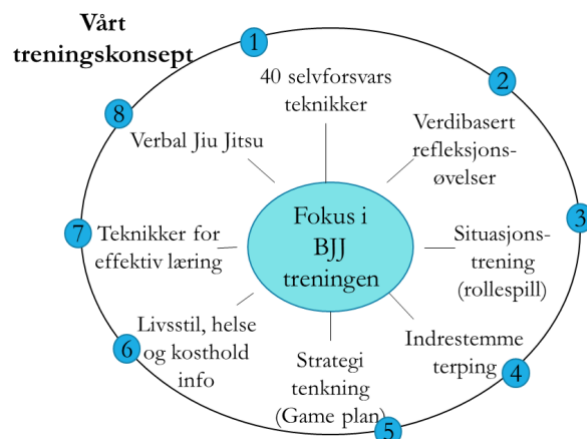 Vårt
treningskonsept
1
40 selvforsvars
teknikker
2
Verdibasert
refleksjons-
øvelser
3
Situasjons-
trening
(rollespill)
4
Indrestemme
terping
5
Strategi
tenkning
(Game plan)
6
Livsstil, helse
og kosthold
info
7
Teknikker for
effektiv læring
8
Verbal Jiu Jitsu
Fokus i
BJJ
treningen